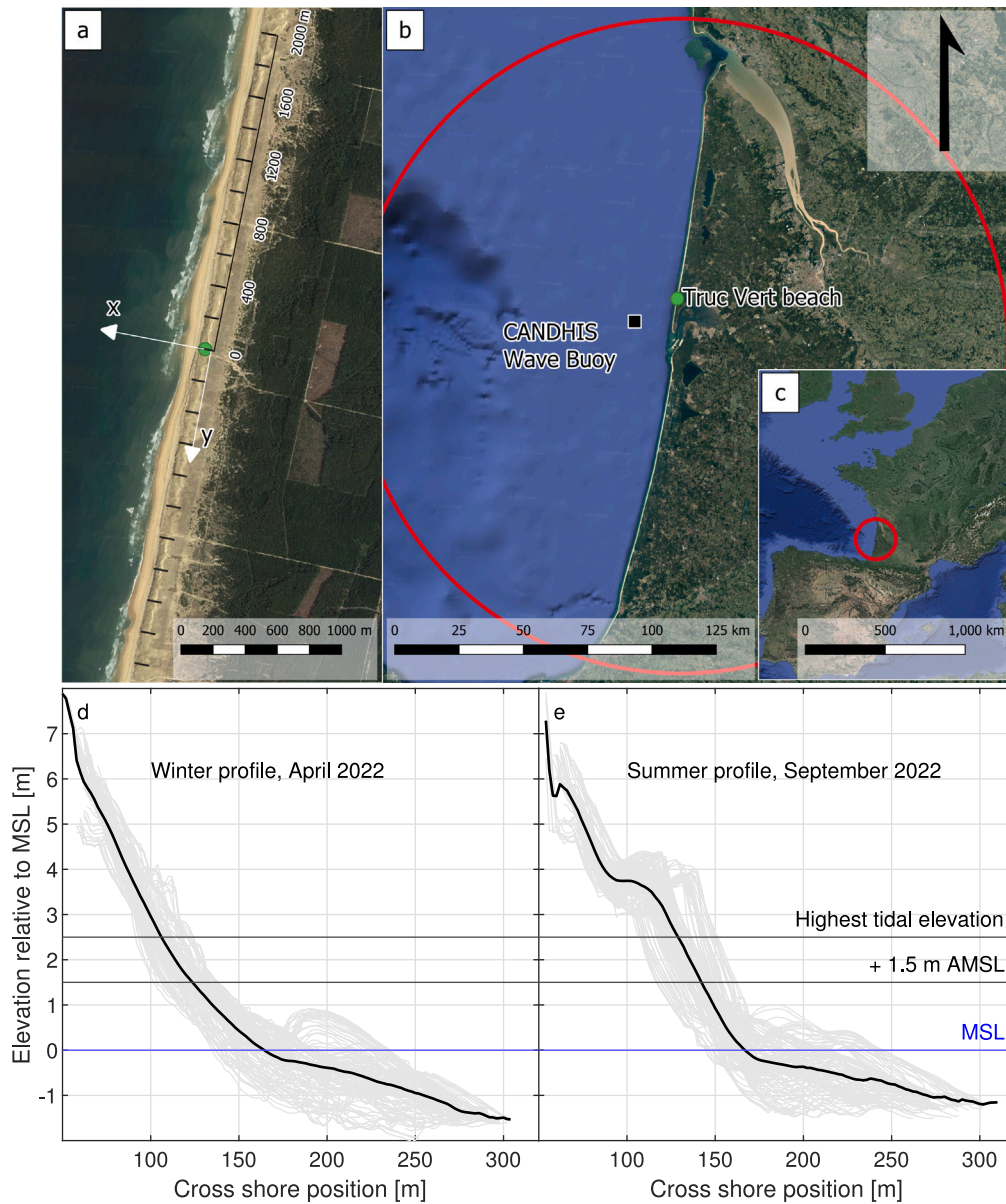 a
2000 m
1600
1200
800
400
0
x
y
0 200 400 600 800 1000 m
b
Truc Vert beach
CANDHIS
Wave Buoy
0 25 50 75 100 125 km
c
0 500 1,000 km
d
Winter profile, April 2022
Elevation relative to MSL [m]
7
6
5
4
3
2
1
0
-1
100 150 200 250 300
Cross shore position [m]
e
Summer profile, September 2022
Highest tidal elevation
+ 1.5 m AMSL
MSL
100 150 200 250 300
Cross shore position [m]